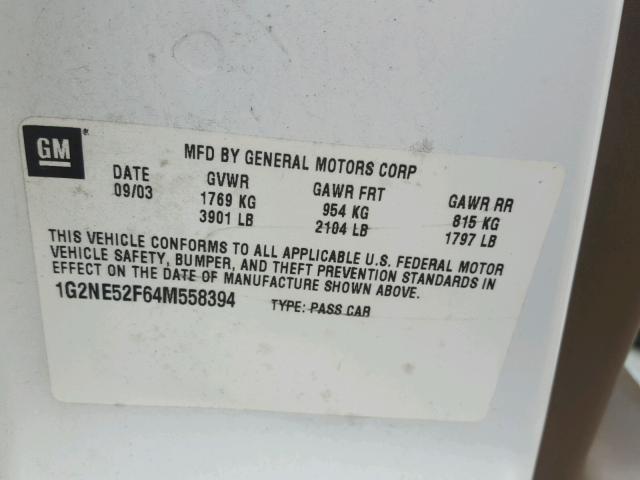 GM
MFD BY GENERAL MOTORS CORP
DATE GVWR GAWR FRT GAWR RR
09/03 1769 KG 954 KG 815 KG
3901 LB 2104 LB 1797 LB
THIS VEHICLE CONFORMS TO ALL APPLICABLE U.S. FEDERAL MOTOR
VEHICLE SAFETY, BUMPER, AND THEFT PREVENTION STANDARDS IN
EFFECT ON THE DATE OF MANUFACTURE SHOWN ABOVE.
1G2NE52F64M558394 TYPE: PASS CAR